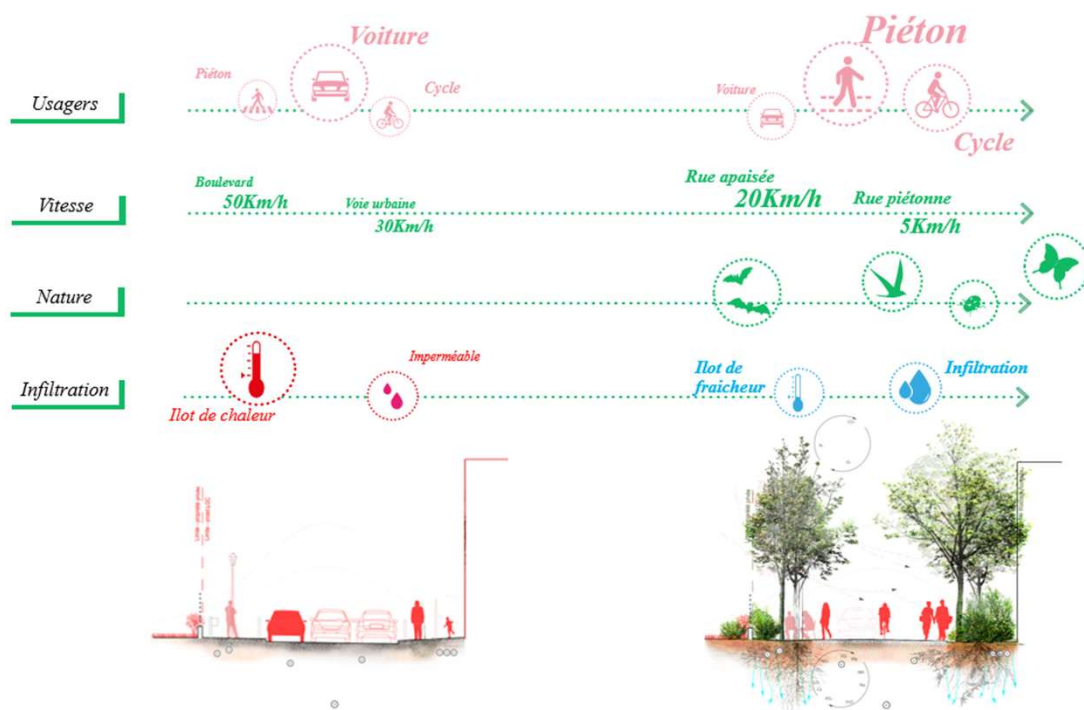 Voiture
Piéton
Piéton
Cycle
Voiture
Usagers
Cycle
Boulevard
50Km/h
Voie urbaine
30Km/h
Rue apaisée
20Km/h
Rue piétonne
5Km/h
Vitesse
Nature
Imperméable
Ilot de
fraicheur
Infiltration
Infiltration
Ilot de chaleur